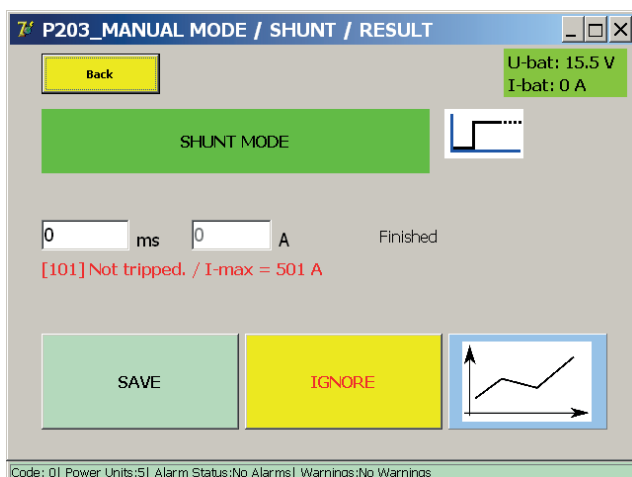 P203_MANUAL MODE / SHUNT / RESULT
Back
U-bat: 15.5 V
I-bat: 0 A
SHUNT MODE
0 ms 0 A Finished
[101] Not tripped. / I-max = 501 A
SAVE IGNORE
Code: 0| Power Units:5| Alarm Status:No Alarms| Warnings:No Warnings